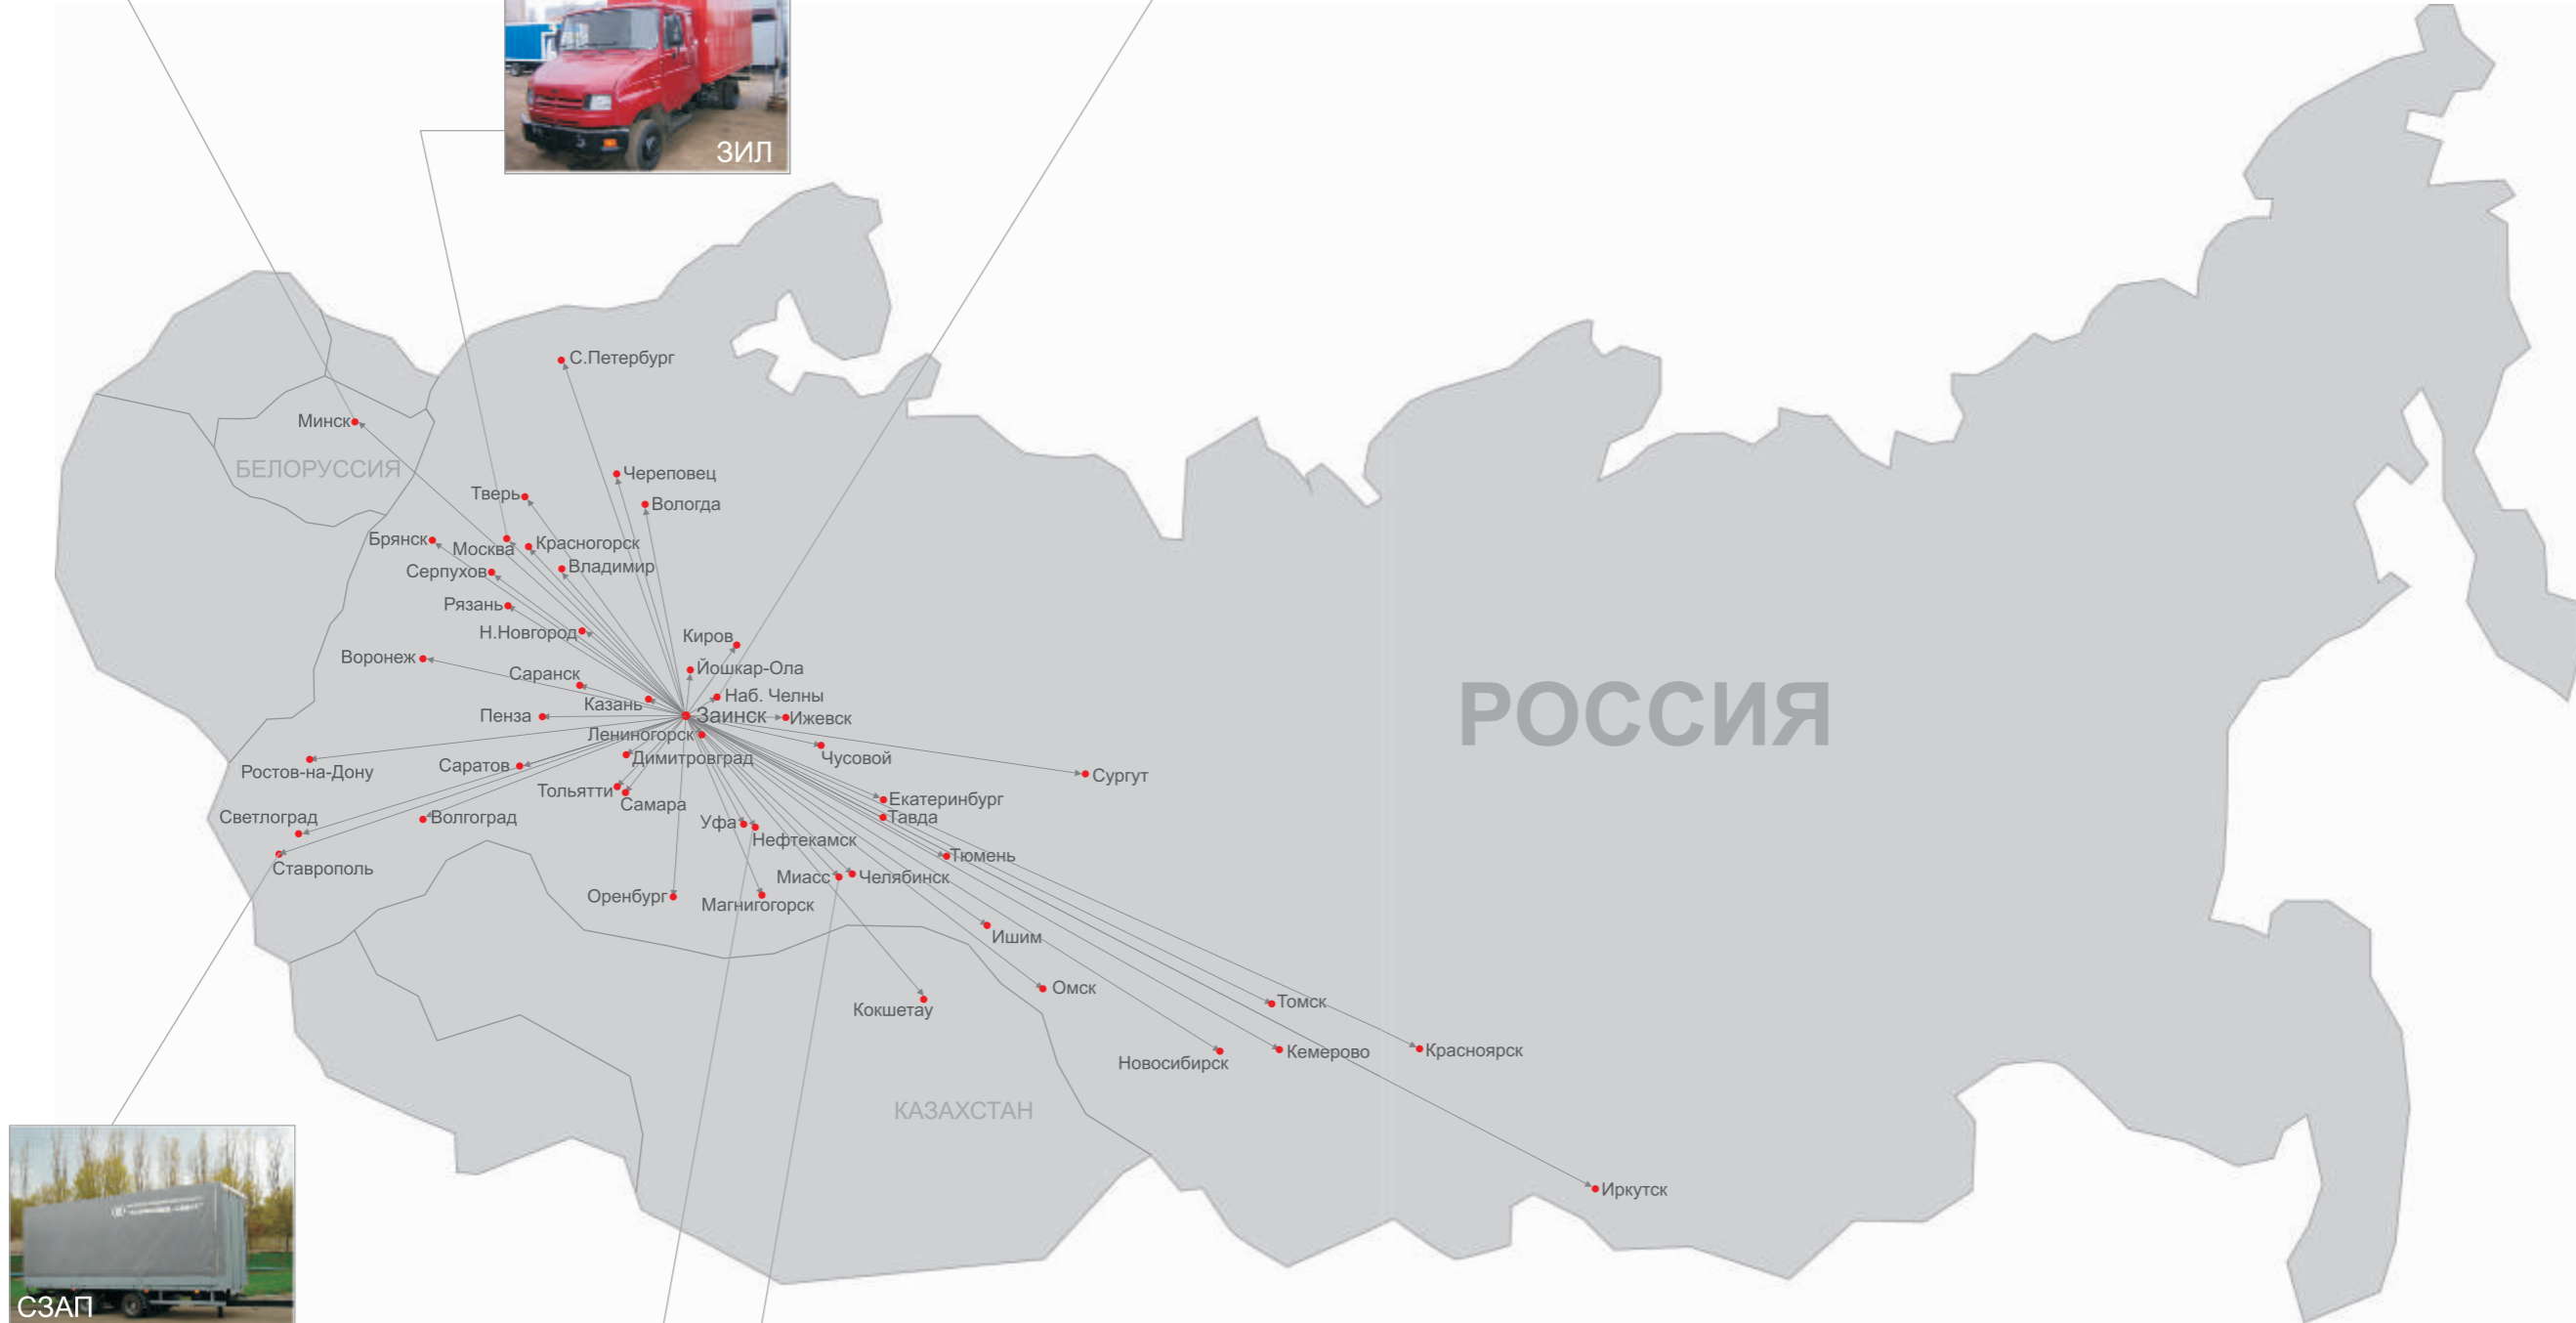 ЗИЛ
С.Петербург
Минск
БЕЛОРУССИЯ
Череповец
Тверь
Вологда
Брянск
Москва
Красногорск
Серпухов
Владимир
Рязань
Н.Новгород
Киров
Воронеж
Йошкар-Ола
Саранск
Наб. Челны
Казань
Пенза
Заинск
Ижевск
РОССИЯ
Лениногорск
Димитровград
Чусовой
Ростов-на-Дону
Саратов
Сургут
Тольятти
Самара
Екатеринбург
Светлоград
Волгоград
Тавда
Уфа
Нефтекамск
Тюмень
Ставрополь
Миасс
Челябинск
Оренбург
Магнигогорск
Ишим
Омск
Кокшетау
Томск
Новосибирск
Кемерово
Красноярск
КАЗАХСТАН
Иркутск
СЗАП